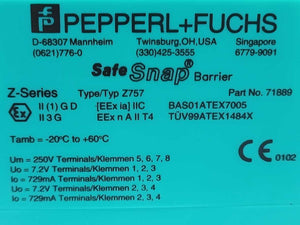 PEPPERL+FUCHS
D-68307 Mannheim Twinsburg,OH,USA Singapore
(0621)776-0 (330)425-3555 6779-9091
Safe Snap® Barrier
Z-Series Type/Typ Z757 Part No. 71889
II (1) G D [EEx ia] IIC BAS01ATEX7005
II 3 G EEx n A II T4 TÜV99ATEX1484X
Tamb = -20°C to +60°C
Um = 250V Terminals/Klemmen 5, 6, 7, 8
Uo = 7.2V Terminals/Klemmen 1, 2, 3
Io = 729mA Terminals/Klemmen 1, 2, 3
Uo = 7.2V Terminals/Klemmen 2, 3, 4
Io = 729mA Terminals/Klemmen 2, 3, 4
CE 0102